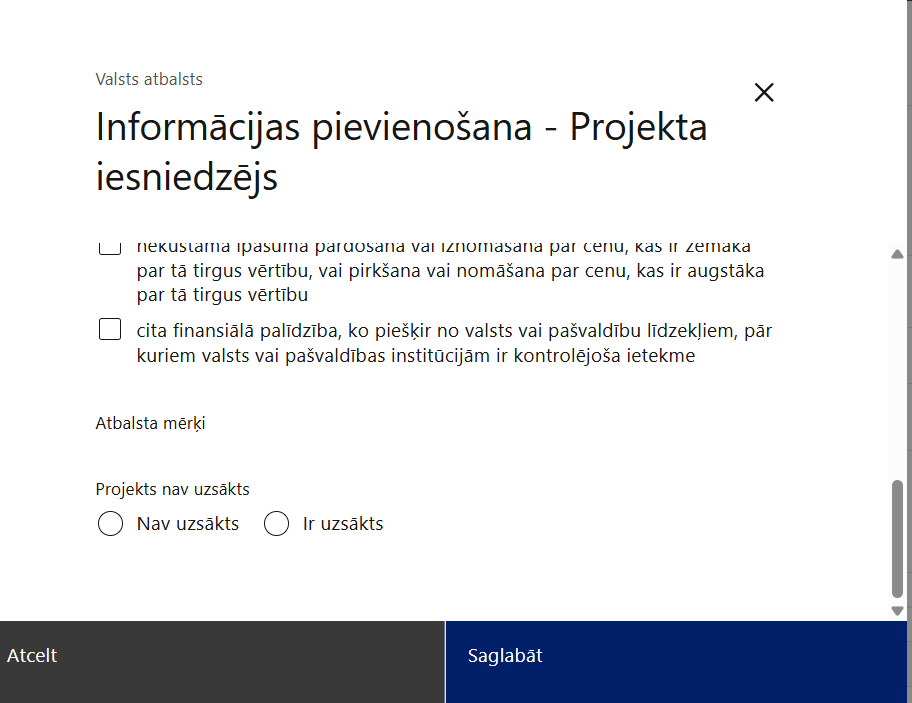 Valsts atbalsts
Informācijas pievienošana - Projekta
iesniedzējs
nekustamā īpašuma pārdošana vai iznomāšana par cenu, kas ir zemāka
par tā tirgus vērtību, vai pirkšana vai nomāšana par cenu, kas ir augstāka
par tā tirgus vērtību
cita finansiālā palīdzība, ko piešķir no valsts vai pašvaldību līdzekļiem, pār
kuriem valsts vai pašvaldības institūcijām ir kontrolējoša ietekme
Atbalsta mērķi
Projekts nav uzsākts
Nav uzsākts Ir uzsākts
Atcelt Saglabāt